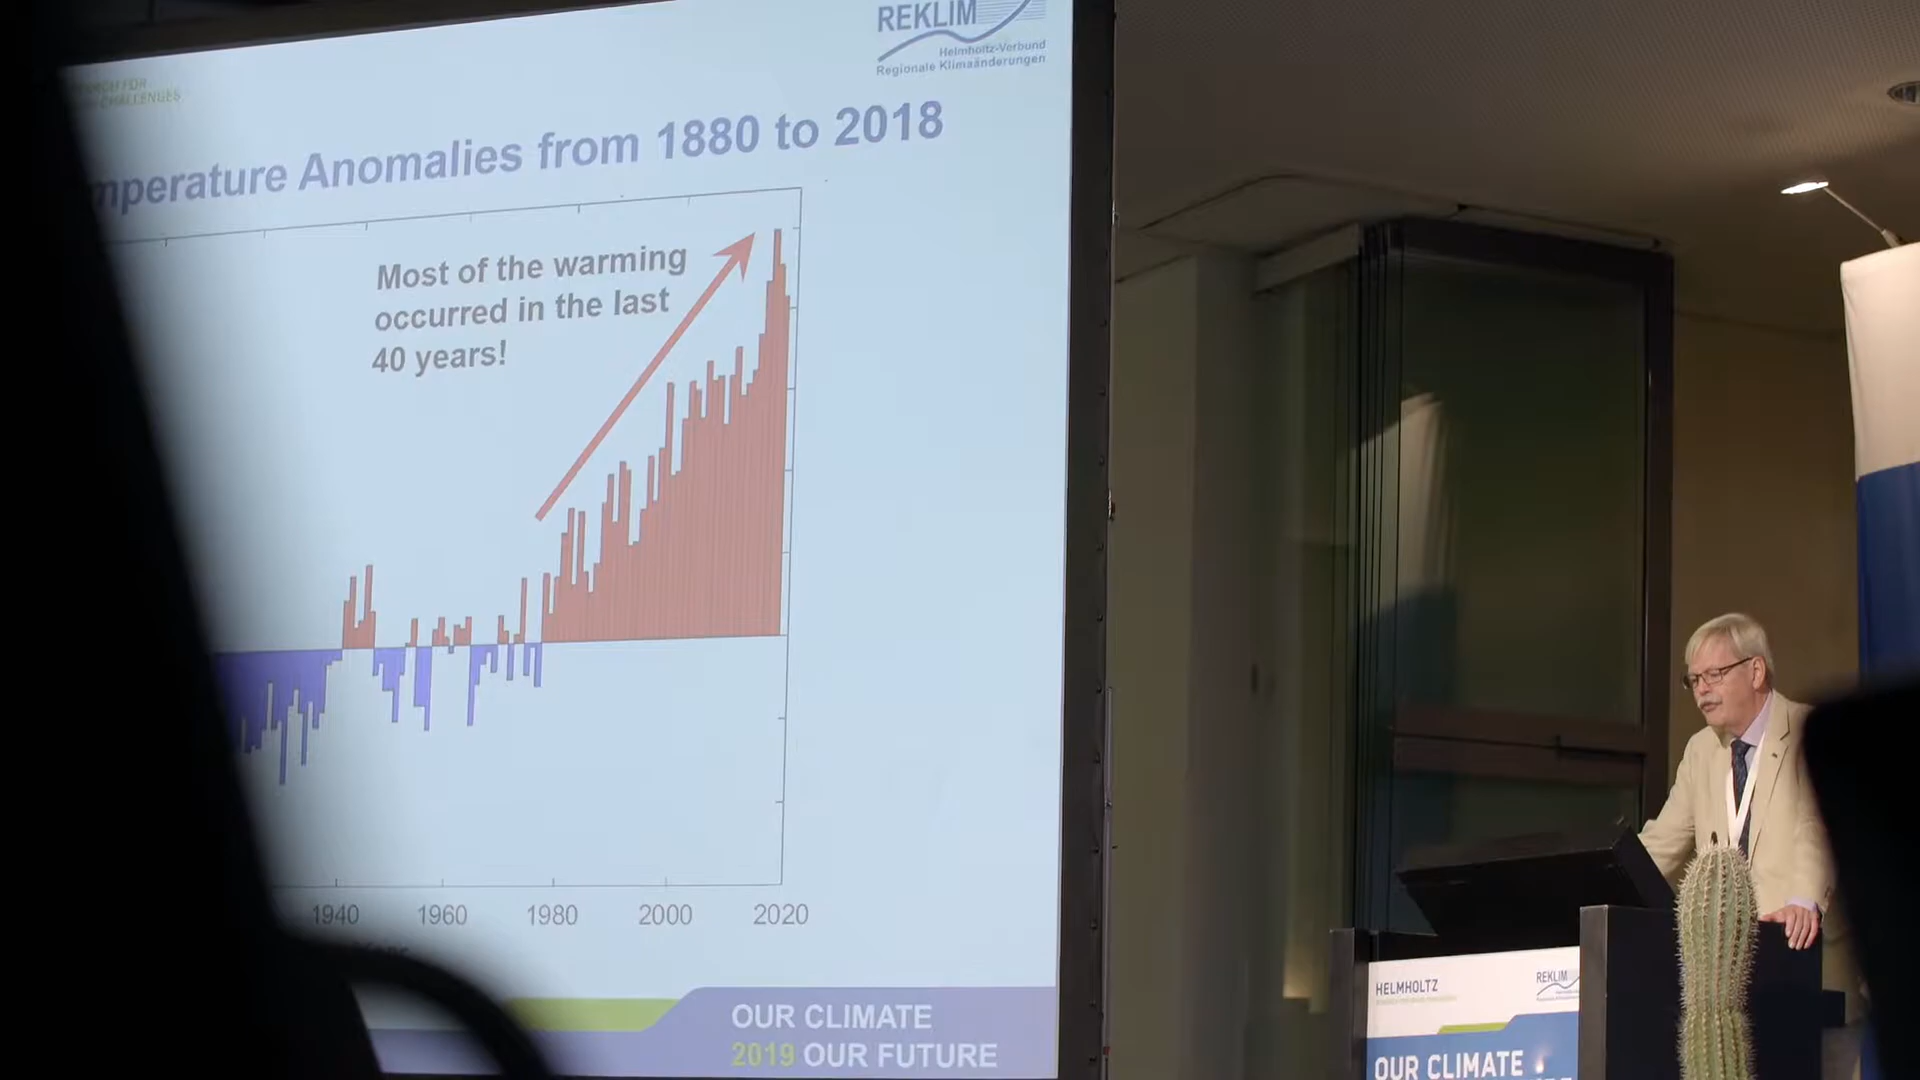 REKLIM
Helmholtz-Verbund
Regionale Klimaänderungen
CHALLENGES
Anomalies from 1880 to 2018
Most of the warming
occurred in the last
40 years!
1940 1960 1980 2000 2020
OUR CLIMATE
2019 OUR FUTURE
HELMHOLTZ
REKLIM
OUR CLIMATE